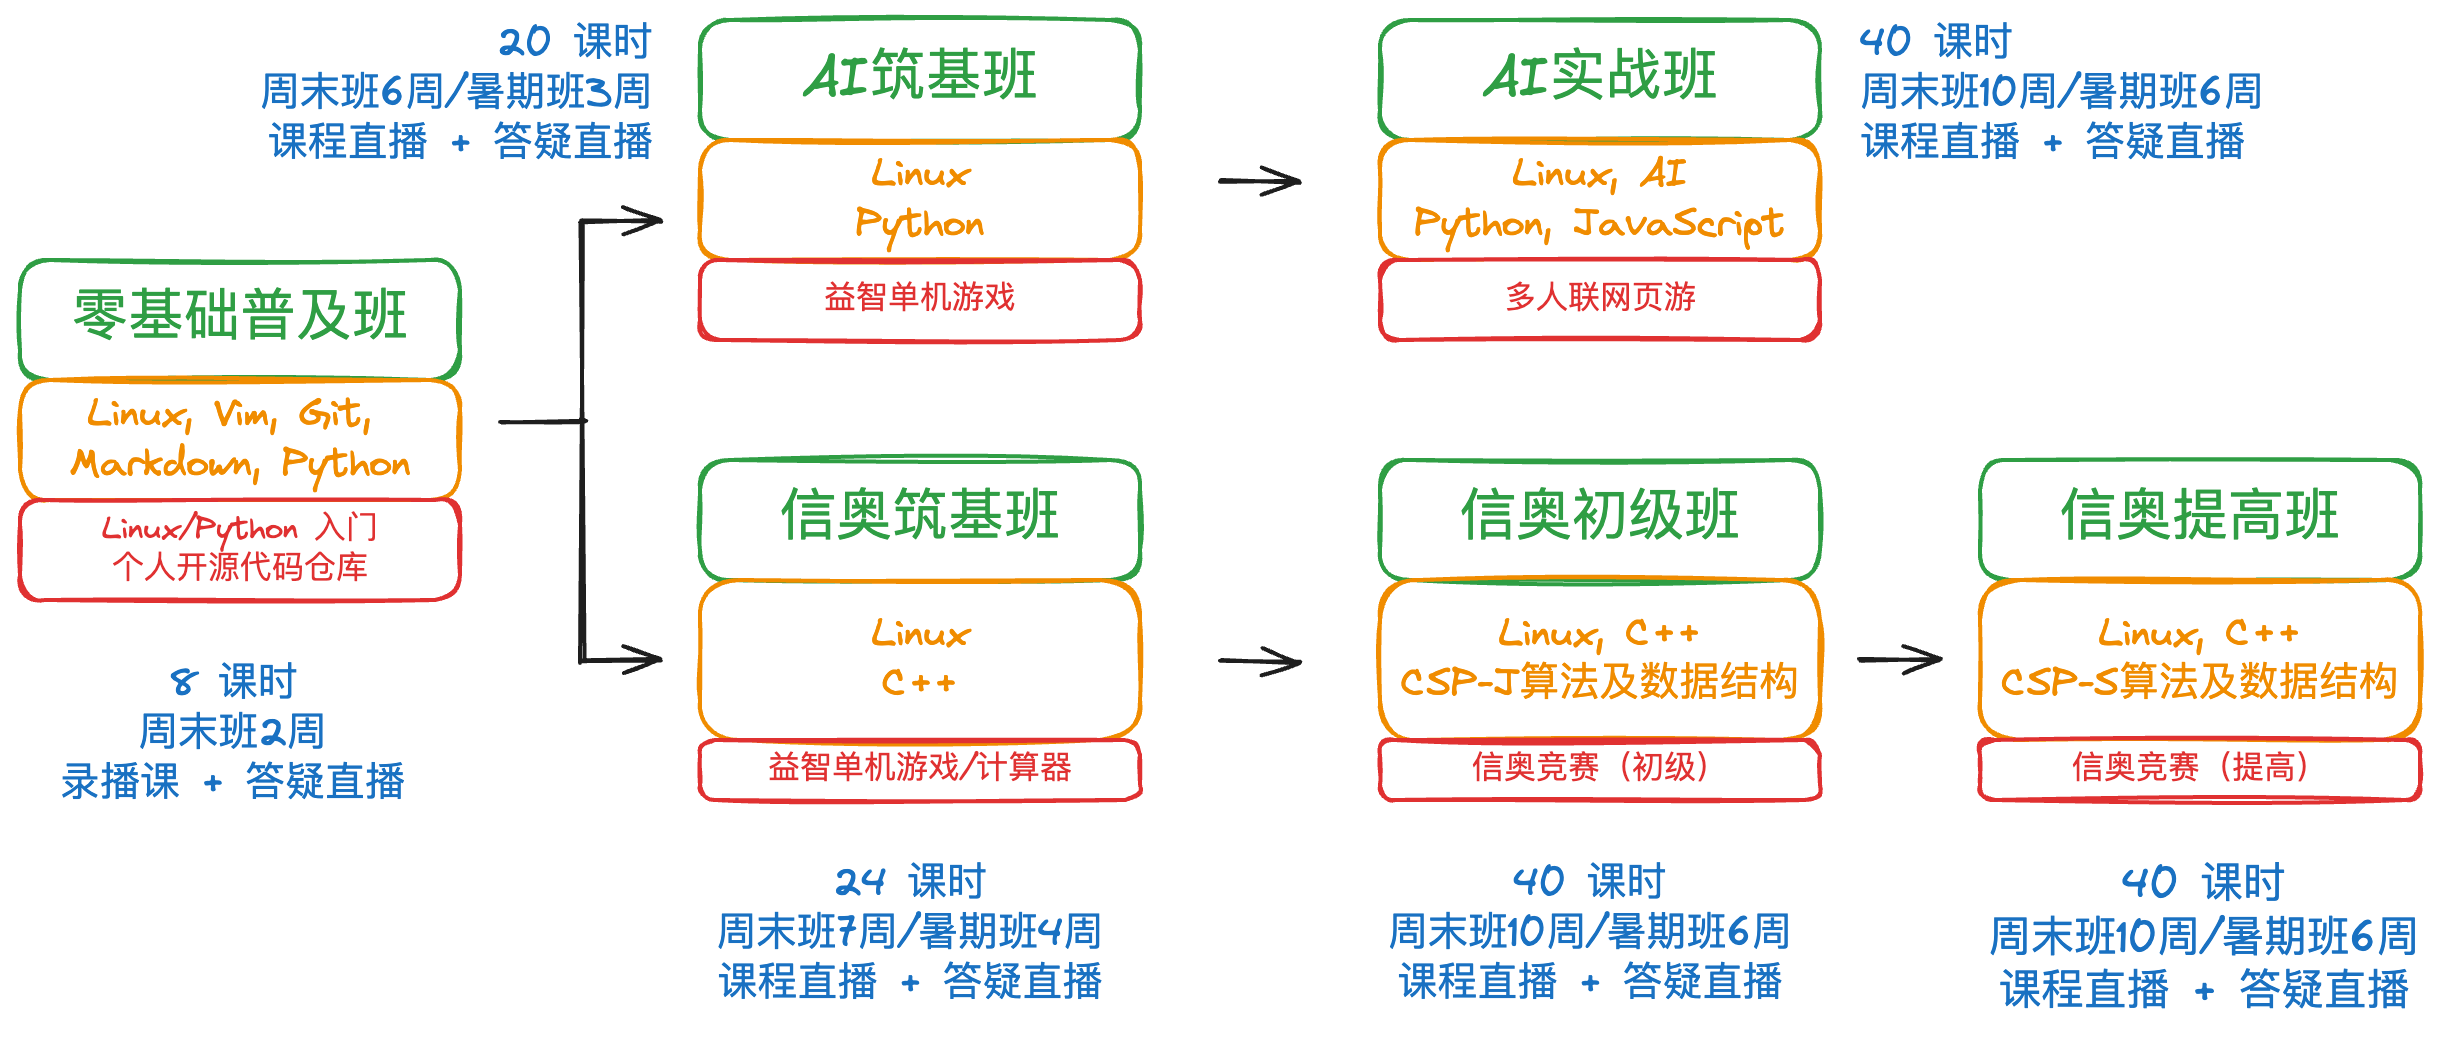 20 课时
周末班6周/暑期班3周
课程直播 + 答疑直播
AI筑基班
Linux
Python
益智单机游戏
AI实战班
Linux, AI
Python, JavaScript
多人联网页游
40 课时
周末班10周/暑期班6周
课程直播 + 答疑直播
零基础普及班
Linux, Vim, Git,
Markdown, Python
Linux/Python 入门
个人开源代码仓库
8 课时
周末班2周
录播课 + 答疑直播
信奥筑基班
Linux
C++
益智单机游戏/计算器
24 课时
周末班7周/暑期班4周
课程直播 + 答疑直播
信奥初级班
Linux, C++
CSP-J算法及数据结构
信奥竞赛（初级）
40 课时
周末班10周/暑期班6周
课程直播 + 答疑直播
信奥提高班
Linux, C++
CSP-S算法及数据结构
信奥竞赛（提高）
40 课时
周末班10周/暑期班6周
课程直播 + 答疑直播